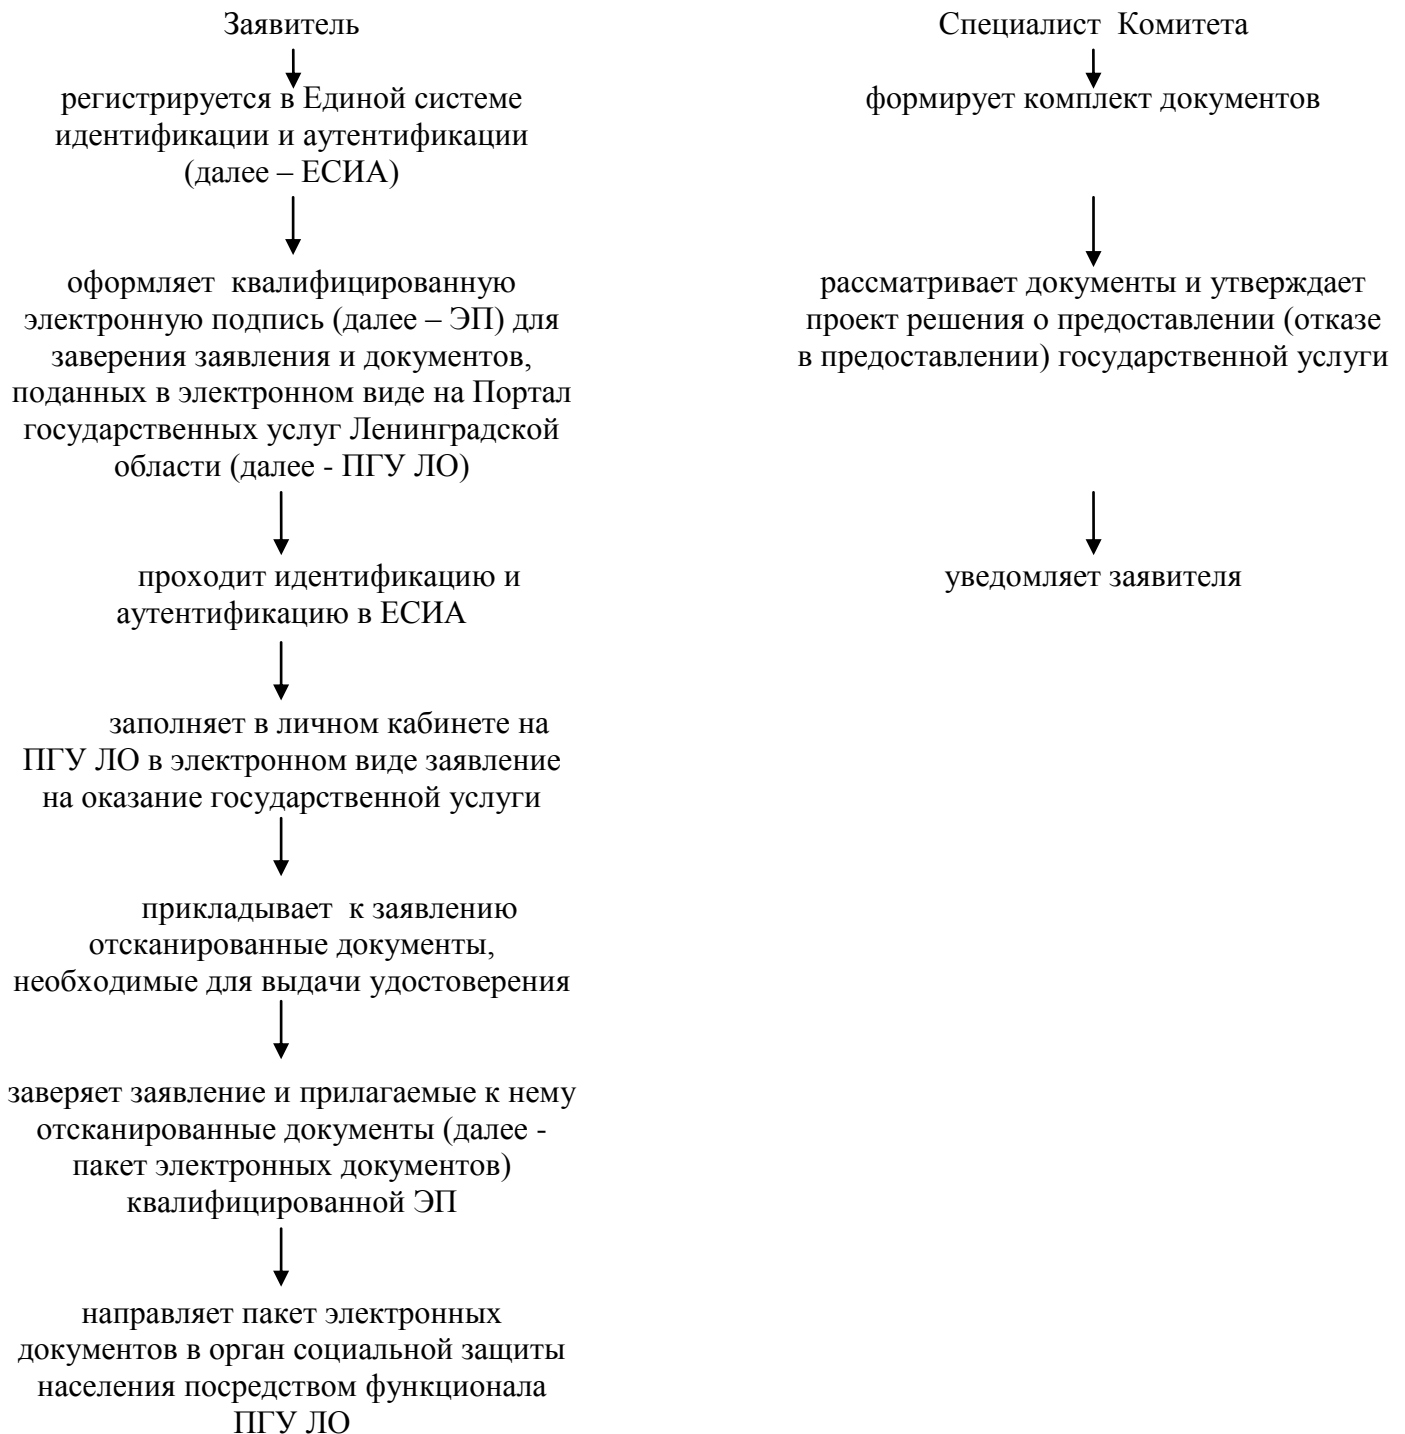 Заявитель
регистрируется в Единой системе
идентификации и аутентификации
(далее – ЕСИА)
оформляет квалифицированную
электронную подпись (далее – ЭП) для
заверения заявления и документов,
поданных в электронном виде на Портал
государственных услуг Ленинградской
области (далее - ПГУ ЛО)
проходит идентификацию и
аутентификацию в ЕСИА
заполняет в личном кабинете на
ПГУ ЛО в электронном виде заявление
на оказание государственной услуги
прикладывает к заявлению
отсканированные документы,
необходимые для выдачи удостоверения
заверяет заявление и прилагаемые к нему
отсканированные документы (далее -
пакет электронных документов)
квалифицированной ЭП
направляет пакет электронных
документов в орган социальной защиты
населения посредством функционала
ПГУ ЛО
Специалист Комитета
формирует комплект документов
рассматривает документы и утверждает
проект решения о предоставлении (отказе
в предоставлении) государственной услуги
уведомляет заявителя